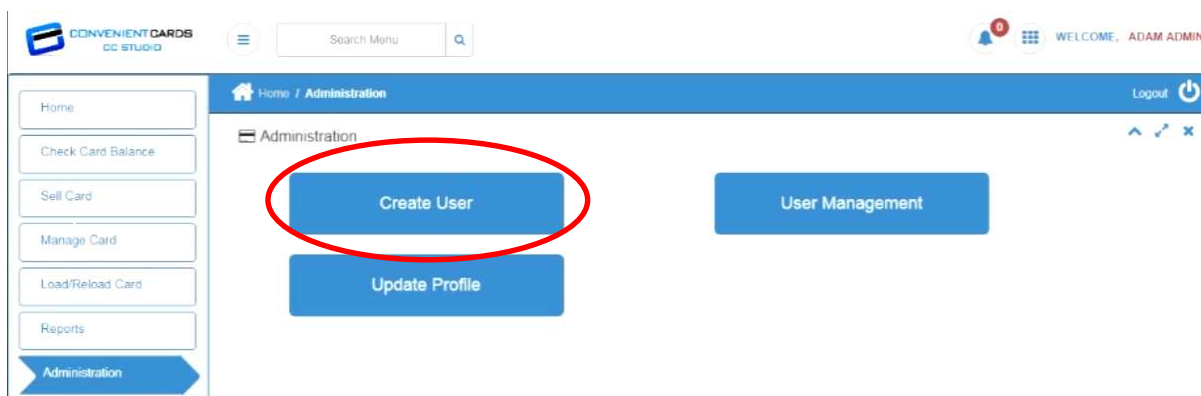 CONVENIENT CARDS
CC STUDIO
Search Menu
0
WELCOME, ADAM ADMIN
Home / Administration
Logout
Home
Check Card Balance
Sell Card
Manage Card
Load/Reload Card
Reports
Administration
Administration
Create User
User Management
Update Profile